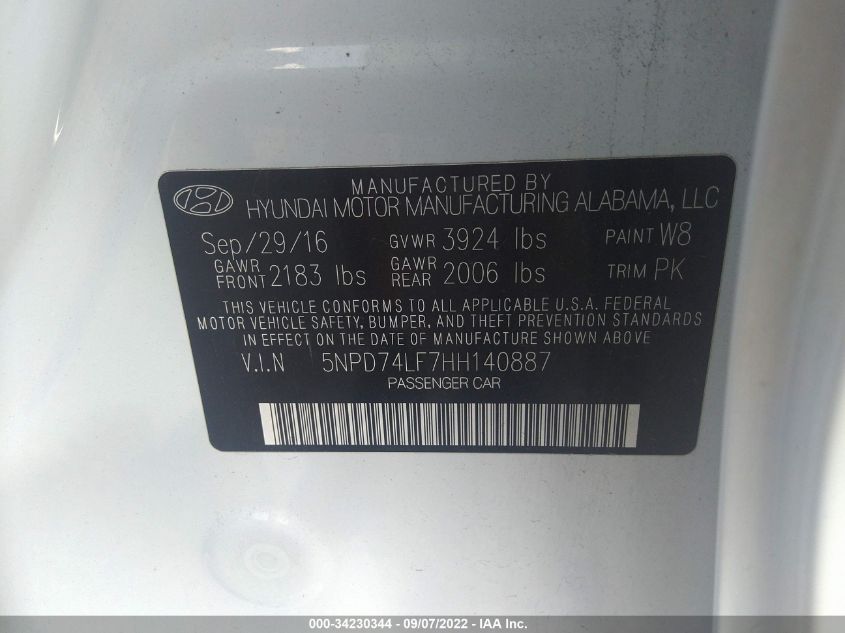 MANUFACTURED BY
HYUNDAI MOTOR MANUFACTURING ALABAMA, LLC
Sep/29/16 GVWR 3924 lbs PAINT W8
GAWR FRONT 2183 lbs GAWR REAR 2006 lbs TRIM PK
THIS VEHICLE CONFORMS TO ALL APPLICABLE U.S.A. FEDERAL
MOTOR VEHICLE SAFETY, BUMPER, AND THEFT PREVENTION STANDARDS
IN EFFECT ON THE DATE OF MANUFACTURE SHOWN ABOVE
V.I.N 5NPD74LF7HH140887
PASSENGER CAR
000-34230344 - 09/07/2022 - IAA Inc.